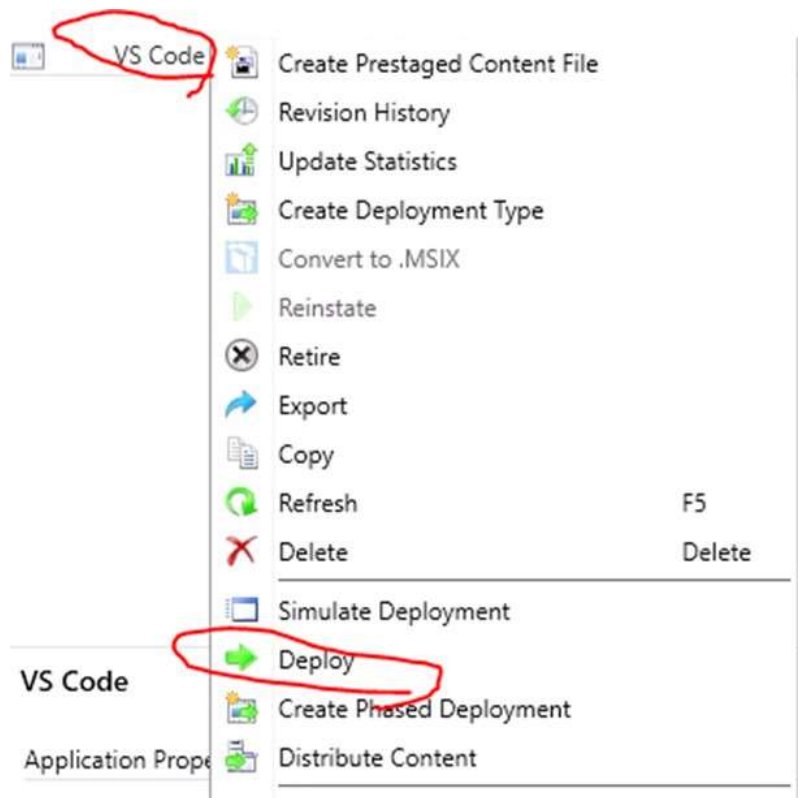 VS Code
Create Prestaged Content File
Revision History
Update Statistics
Create Deployment Type
Convert to .MSIX
Reinstate
Retire
Export
Copy
Refresh F5
Delete Delete
Simulate Deployment
Deploy
VS Code
Create Phased Deployment
Application Prope
Distribute Content